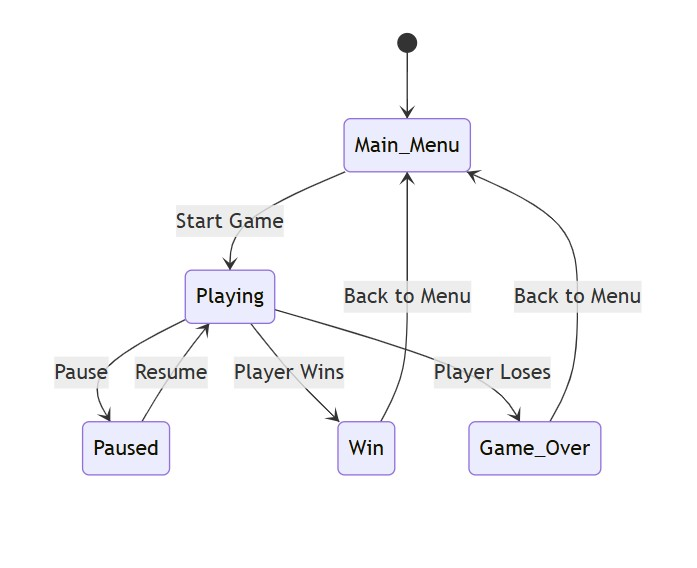 Main_Menu
Start Game
Playing
Back to Menu
Back to Menu
Pause
Resume
Player Wins
Player Loses
Paused
Win
Game_Over